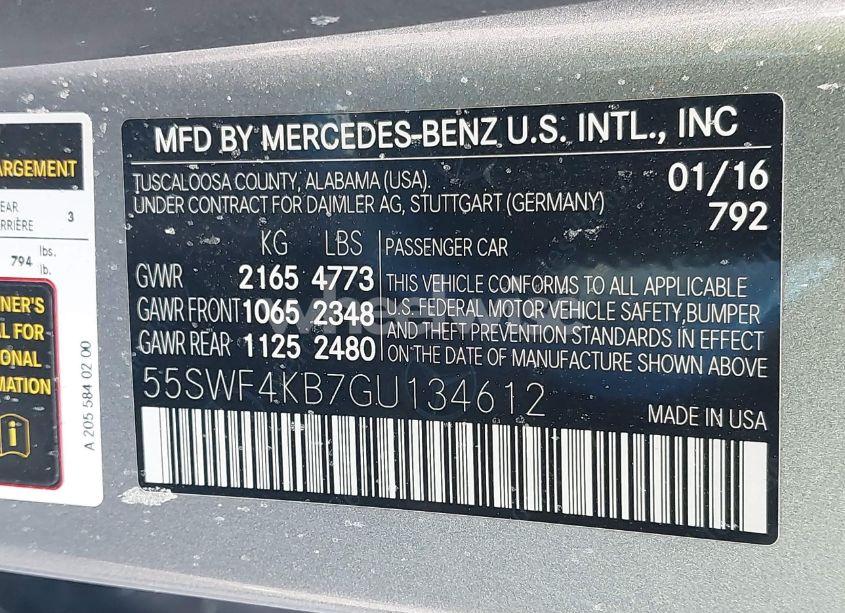 ARGEMENT
EAR
RRIÈRE 3
794 lbs.
lb.
NER'S
L FOR
IONAL
MATION
A 205 584 02 00
MFD BY MERCEDES-BENZ U.S. INTL., INC
TUSCALOOSA COUNTY, ALABAMA (USA). 01/16
UNDER CONTRACT FOR DAIMLER AG, STUTTGART (GERMANY) 792
KG LBS PASSENGER CAR
GVWR 2165 4773 THIS VEHICLE CONFORMS TO ALL APPLICABLE
GAWR FRONT 1065 2348 U.S. FEDERAL MOTOR VEHICLE SAFETY, BUMPER
GAWR REAR 1125 2480 AND THEFT PREVENTION STANDARDS IN EFFECT
ON THE DATE OF MANUFACTURE SHOWN ABOVE
55SWF4KB7GU134612
MADE IN USA